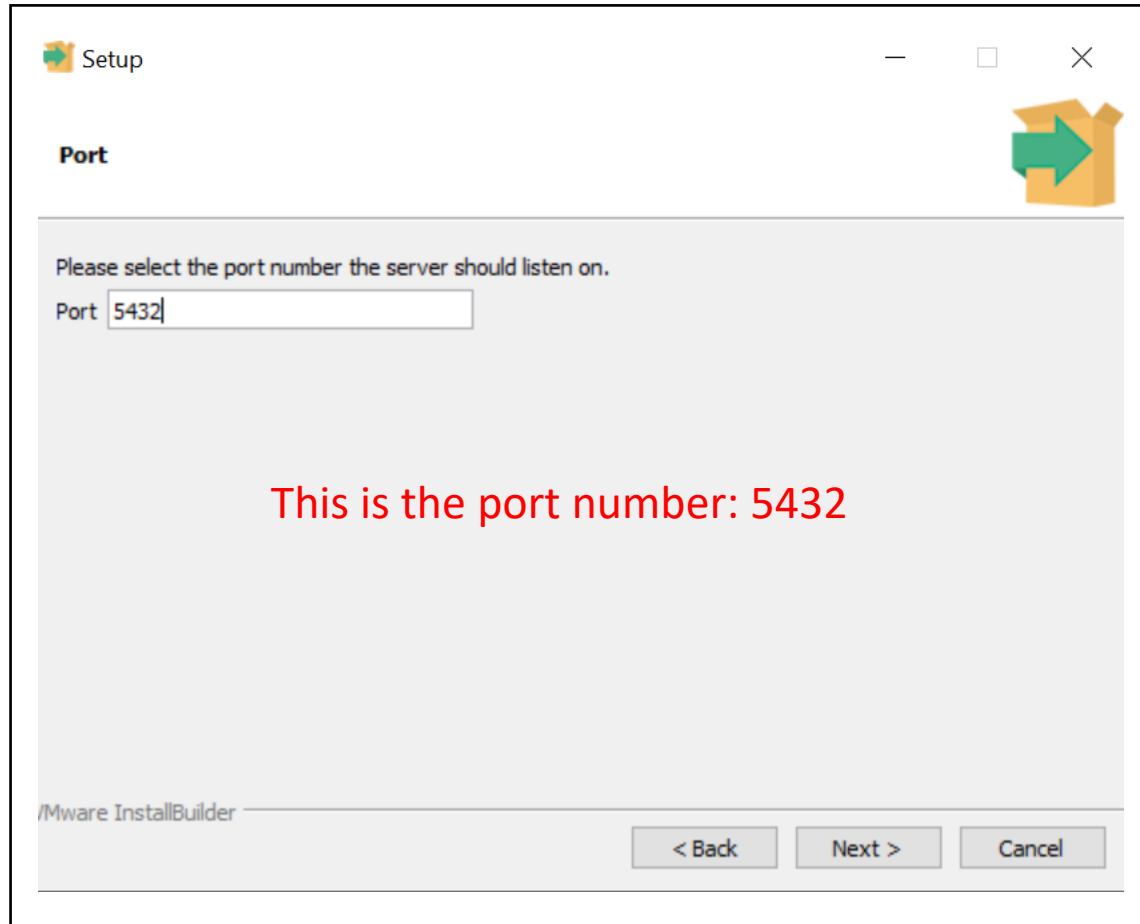 Setup
Port
Please select the port number the server should listen on.
Port 5432
This is the port number: 5432
VMware InstallBuilder
< Back Next > Cancel